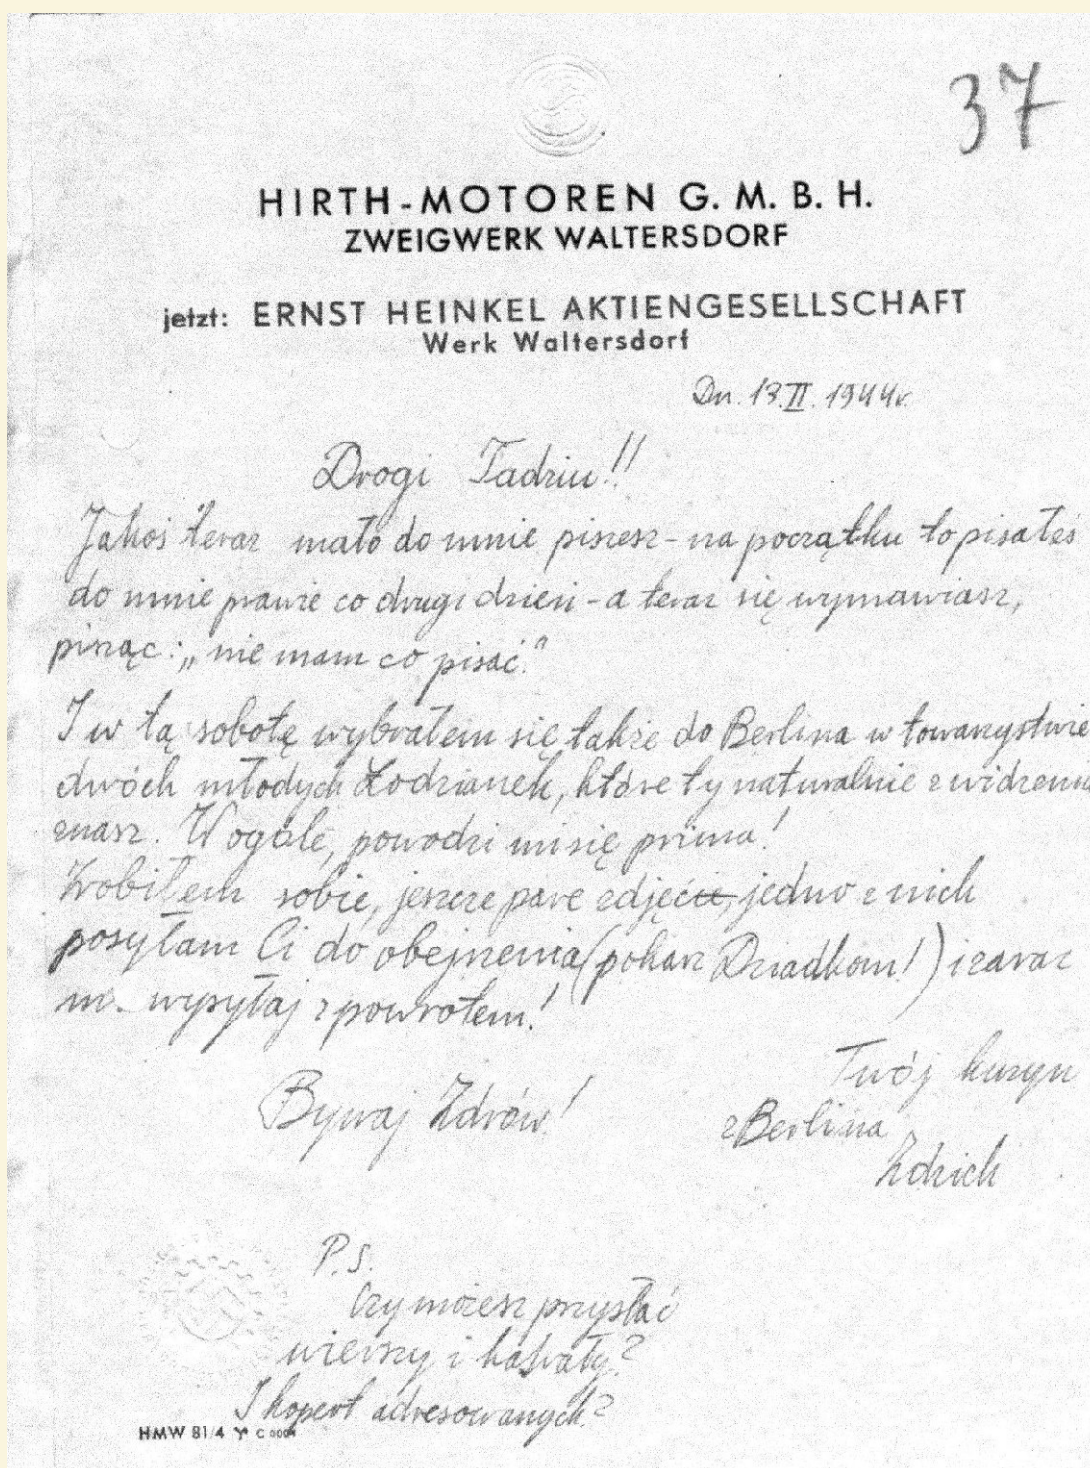 37
HIRTH-MOTOREN G. M. B. H.
ZWEIGWERK WALTERSDORF
jetzt: ERNST HEINKEL AKTIENGESELLSCHAFT
Werk Waltersdorf
Dn. 13.II. 1944r.
Drogi Tadziu!!
Jakoś teraz mało do mnie piszesz - na początku to pisałeś
do mnie prawie co drugi dzień - a teraz się wymawiasz,
pisząc: „nie mam co pisać."
I w tą sobotę wybrałem się także do Berlina w towarzystwie
dwóch młodych Łodzianek, które ty naturalnie z widzenia
znasz. W ogóle, powodzi mi się prima!
Zrobiłem sobie, jeszcze parę zdjęć, jedno z nich
posyłam Ci do obejrzenia (pokaż Dziadkom!) i zaraz
mi wysyłaj z powrotem!
Bywaj Zdrów!
Twój kuzyn
z Berlina
Zdzich
P.S.
Czy możesz przysłać
wierszy i kawały?
I kopert adresowanych?
HMW 81/4 C